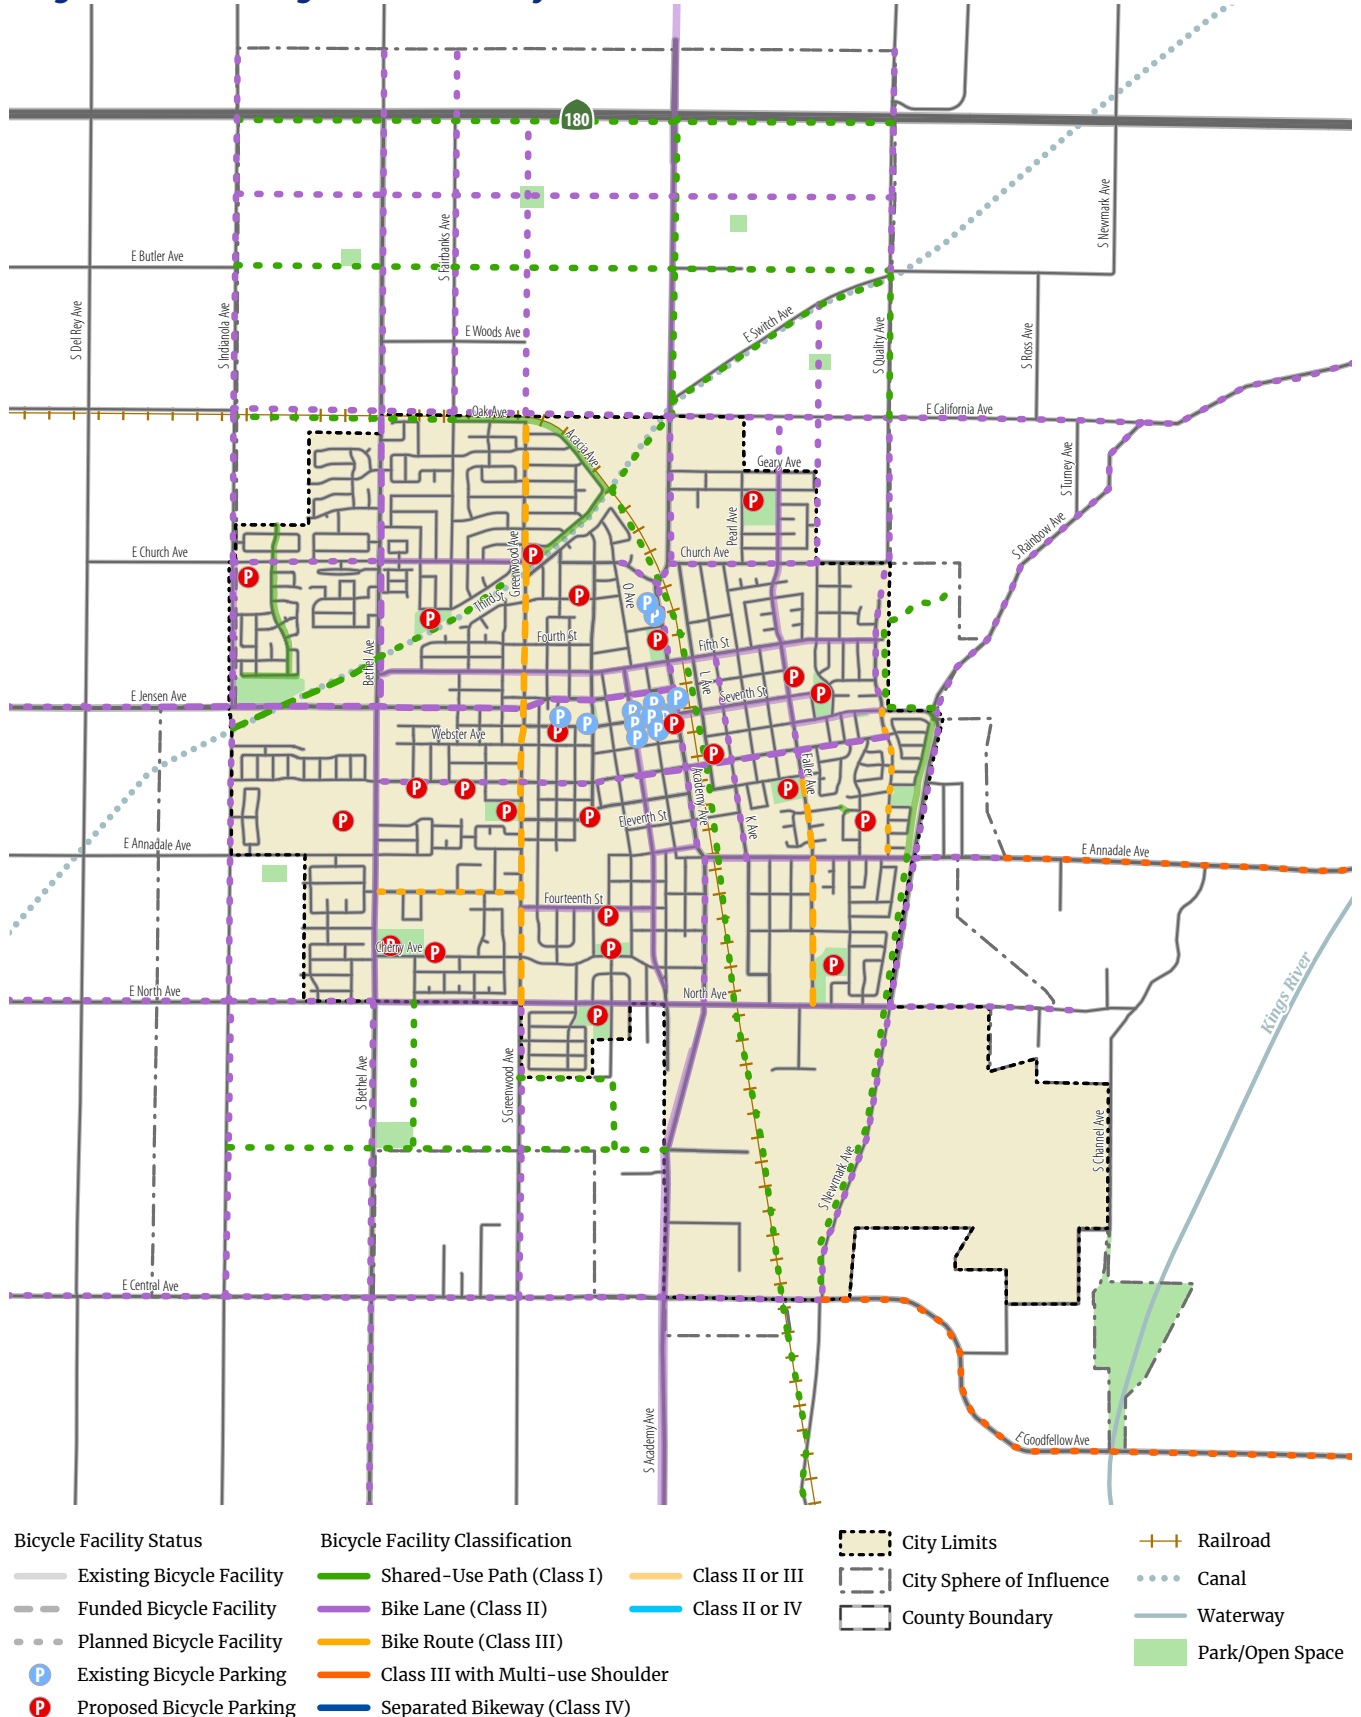 180
S Newmark Ave
E Butler Ave
S Fairbanks Ave
S Del Rey Ave
S Indianola Ave
E Woods Ave
E Switch Ave
S Quality Ave
S Ross Ave
Oak Ave
E California Ave
Acacia Ave
Geary Ave
S Turney Ave
Pearl Ave
S Rainbow Ave
E Church Ave
Greenwood Ave
Church Ave
P
P
P
Third St
P
Q Ave
P
P
P
Fourth St
P
Fifth St
Bethel Ave
L Ave
P
E Jensen Ave
Seventh St
P
P
P
P
P
P
P
P
P
P
P
P
Webster Ave
P
P
Faller Ave
P
P
P
Academy Ave
P
P
P
Eleventh St
K Ave
P
E Annadale Ave
E Annadale Ave
Fourteenth St
P
P
Cherry Ave
P
P
P
E North Ave
North Ave
Kings River
P
S Bethel Ave
S Greenwood Ave
S Channel Ave
S Newmark Ave
E Central Ave
S Academy Ave
E Goodfellow Ave
Bicycle Facility Status
Existing Bicycle Facility
Funded Bicycle Facility
Planned Bicycle Facility
P Existing Bicycle Parking
P Proposed Bicycle Parking
Bicycle Facility Classification
Shared-Use Path (Class I)
Bike Lane (Class II)
Bike Route (Class III)
Class III with Multi-use Shoulder
Separated Bikeway (Class IV)
Class II or III
Class II or IV
City Limits
City Sphere of Influence
County Boundary
Railroad
Canal
Waterway
Park/Open Space